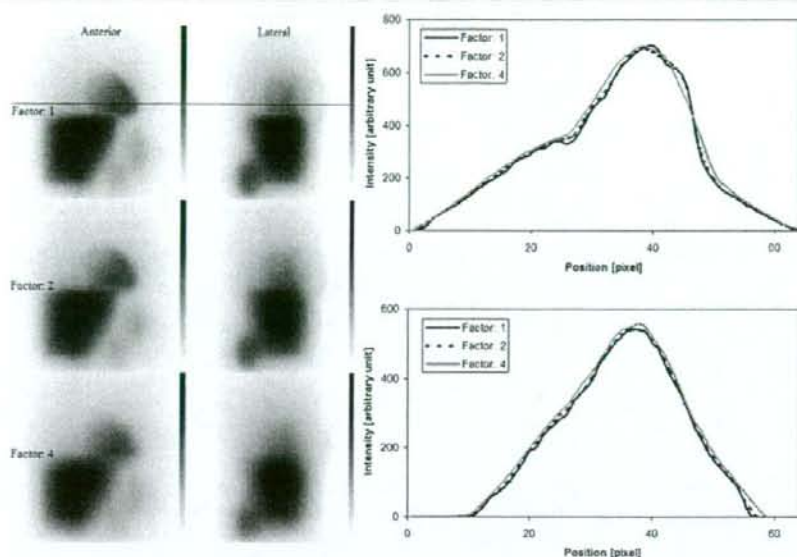 Anterior
Lateral
Factor: 1
Factor: 2
Factor: 4
800
600
400
200
0
Intensity [arbitrary unit]
Factor: 1
Factor: 2
Factor: 4
0
20
40
60
Position [pixel]
600
400
200
0
Intensity [arbitrary unit]
Factor: 1
Factor: 2
Factor: 4
0
20
40
60
Position [pixel]